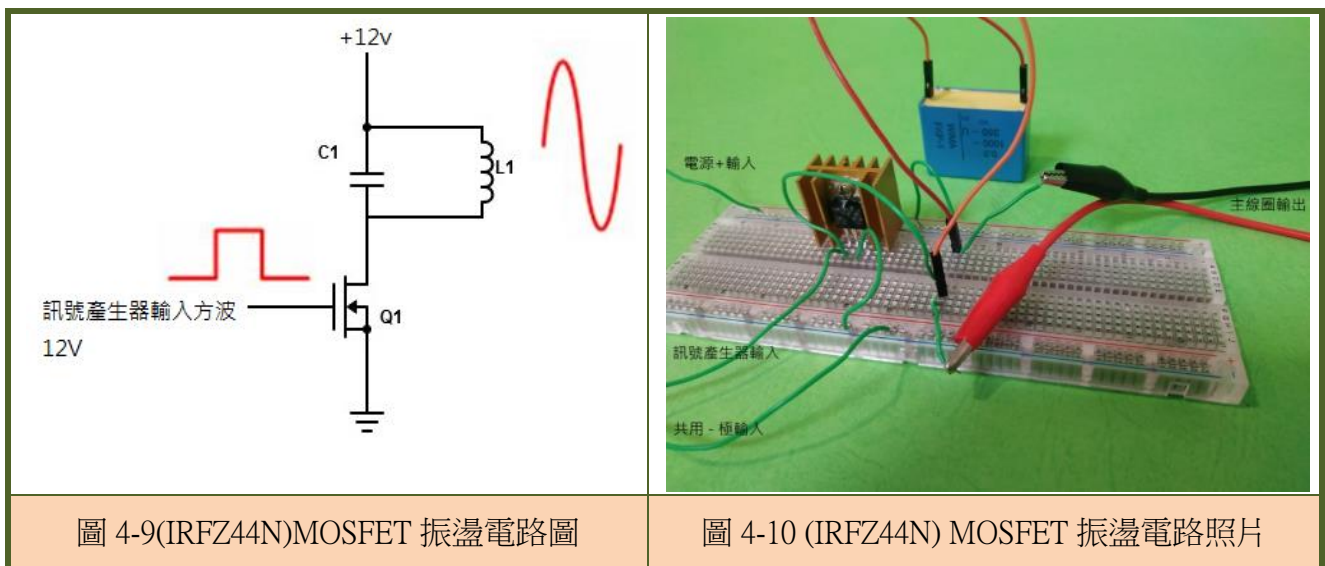 +12v
C1
L1
訊號產生器輸入方波
12V
Q1
電源+輸入
主線圈輸出
訊號產生器輸入
共用 - 極輸入
圖 4-9(IRFZ44N)MOSFET 振盪電路圖
圖 4-10 (IRFZ44N) MOSFET 振盪電路照片